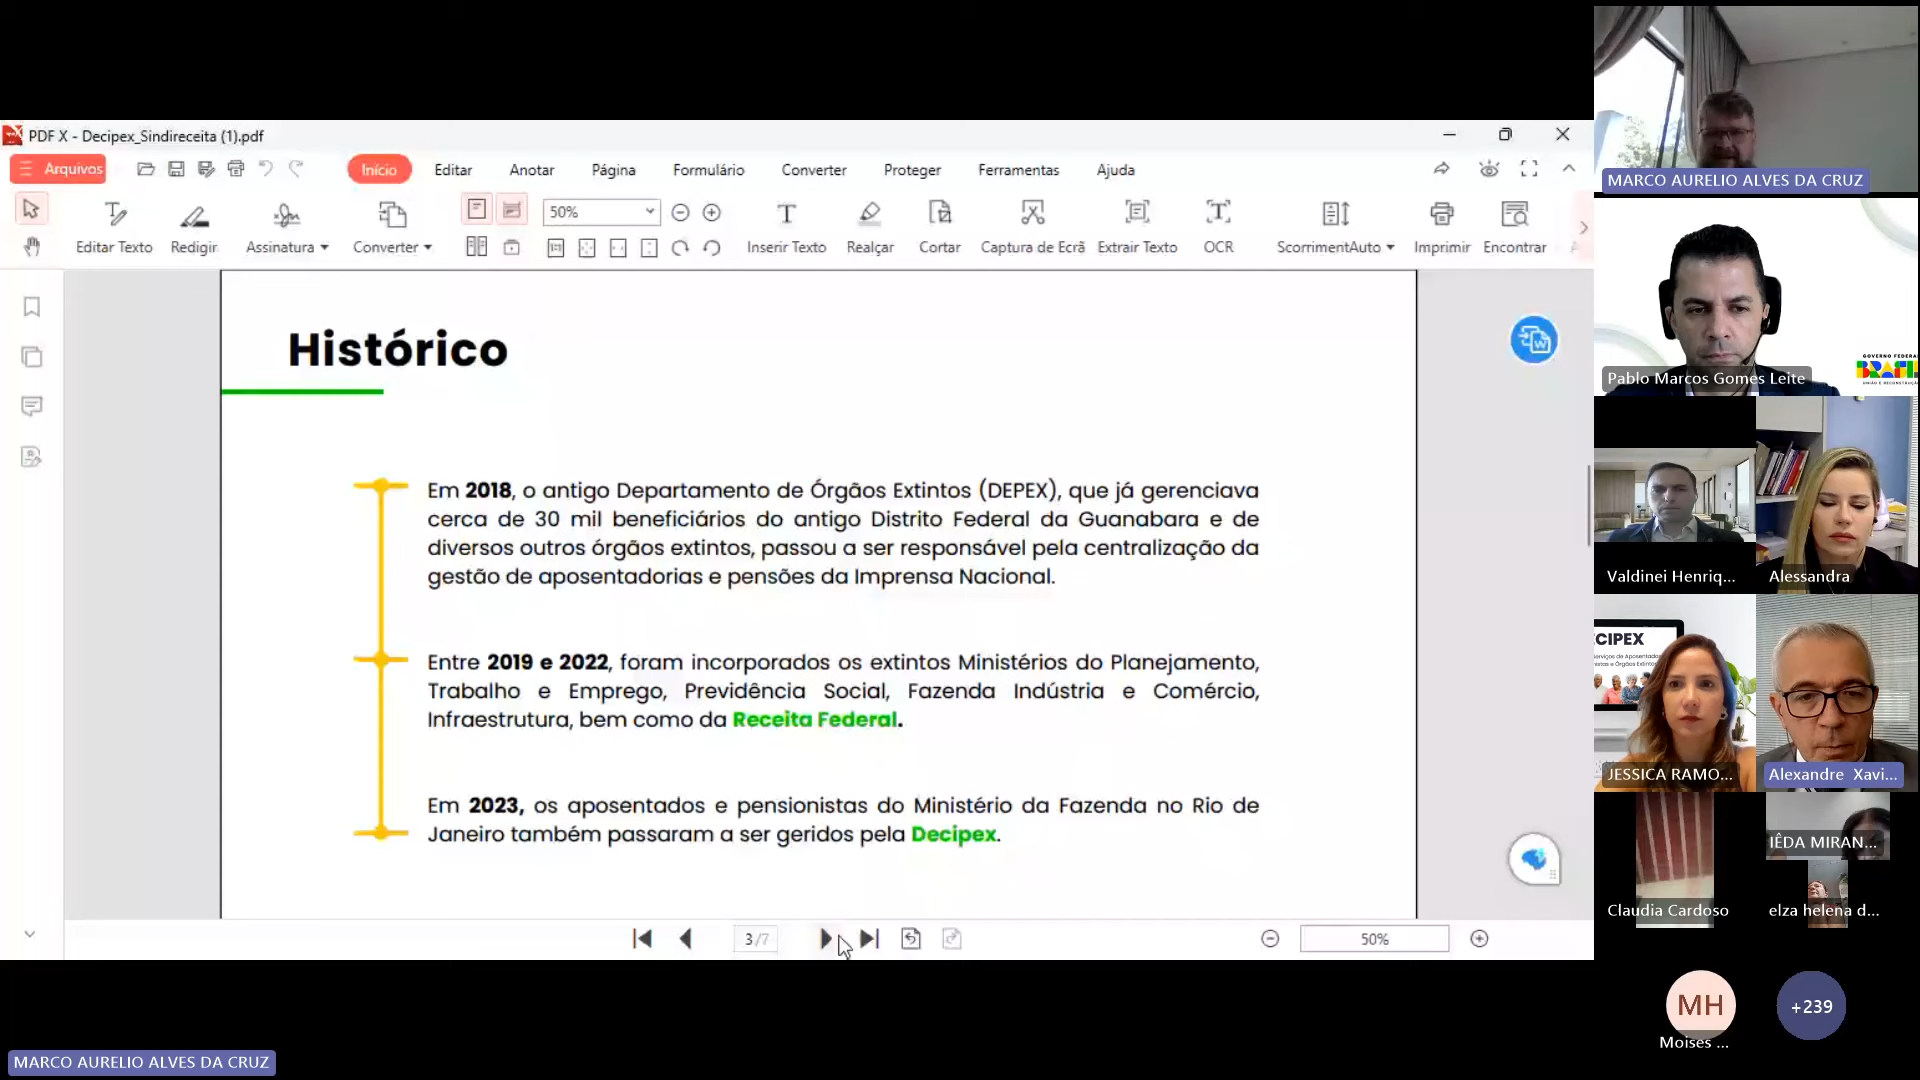 PDF X - Decipex_Sindireceita (1).pdf
Arquivos
Início
Editar
Anotar
Página
Formulário
Converter
Proteger
Ferramentas
Ajuda
50%
Editar Texto
Redigir
Assinatura
Converter
Inserir Texto
Realçar
Cortar
Captura de Ecrã
Extrair Texto
OCR
ScorrimentAuto
Imprimir
Encontrar
Histórico
Em 2018, o antigo Departamento de Órgãos Extintos (DEPEX), que já gerenciava
cerca de 30 mil beneficiários do antigo Distrito Federal da Guanabara e de
diversos outros órgãos extintos, passou a ser responsável pela centralização da
gestão de aposentadorias e pensões da Imprensa Nacional.
Entre 2019 e 2022, foram incorporados os extintos Ministérios do Planejamento,
Trabalho e Emprego, Previdência Social, Fazenda Indústria e Comércio,
Infraestrutura, bem como da Receita Federal.
Em 2023, os aposentados e pensionistas do Ministério da Fazenda no Rio de
Janeiro também passaram a ser geridos pela Decipex.
3/7
50%
MARCO AURELIO ALVES DA CRUZ
MARCO AURELIO ALVES DA CRUZ
Pablo Marcos Gomes Leite
GOVERNO FEDERAL
BRASIL
Valdinei Henriq...
Alessandra
CIPEX
JESSICA RAMO...
Alexandre Xavi...
IÊDA MIRAN...
Claudia Cardoso
elza helena d...
MH
+239
Moises ...